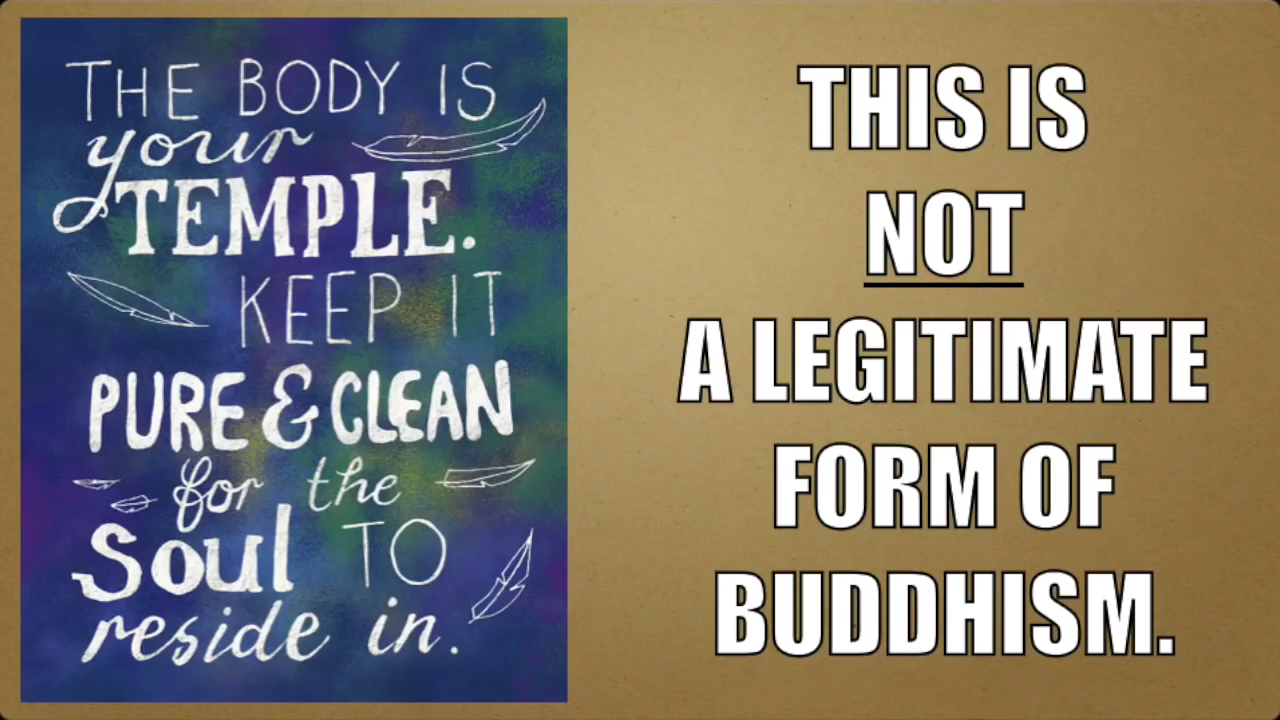 THE BODY IS
your
TEMPLE.
KEEP IT
PURE & CLEAN
for the
Soul TO
reside in.
THIS IS
NOT
A LEGITIMATE
FORM OF
BUDDHISM.